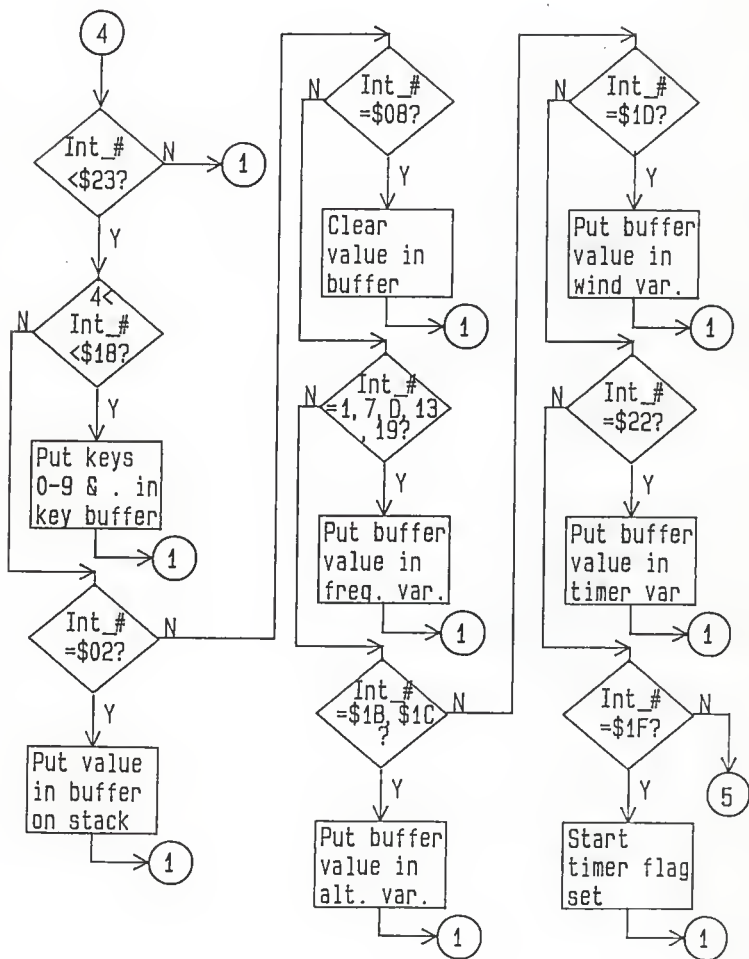 4
Int_#
<$23?
N
1
Y
4<
Int_#
<$18?
N
Y
Put keys
0-9 & . in
key buffer
1
Int_#
=$02?
N
Y
Put value
in buffer
on stack
1
Int_#
=$08?
N
Y
Clear
value in
buffer
1
Int_#
=1, 7, D, 13
, 19?
N
Y
Put buffer
value in
freq. var.
1
Int_#
=$1B, $1C
?
N
Y
Put buffer
value in
alt. var.
1
Int_#
=$1D?
N
Y
Put buffer
value in
wind var.
1
Int_#
=$22?
N
Y
Put buffer
value in
timer var
1
Int_#
=$1F?
N
5
Y
Start
timer flag
set
1